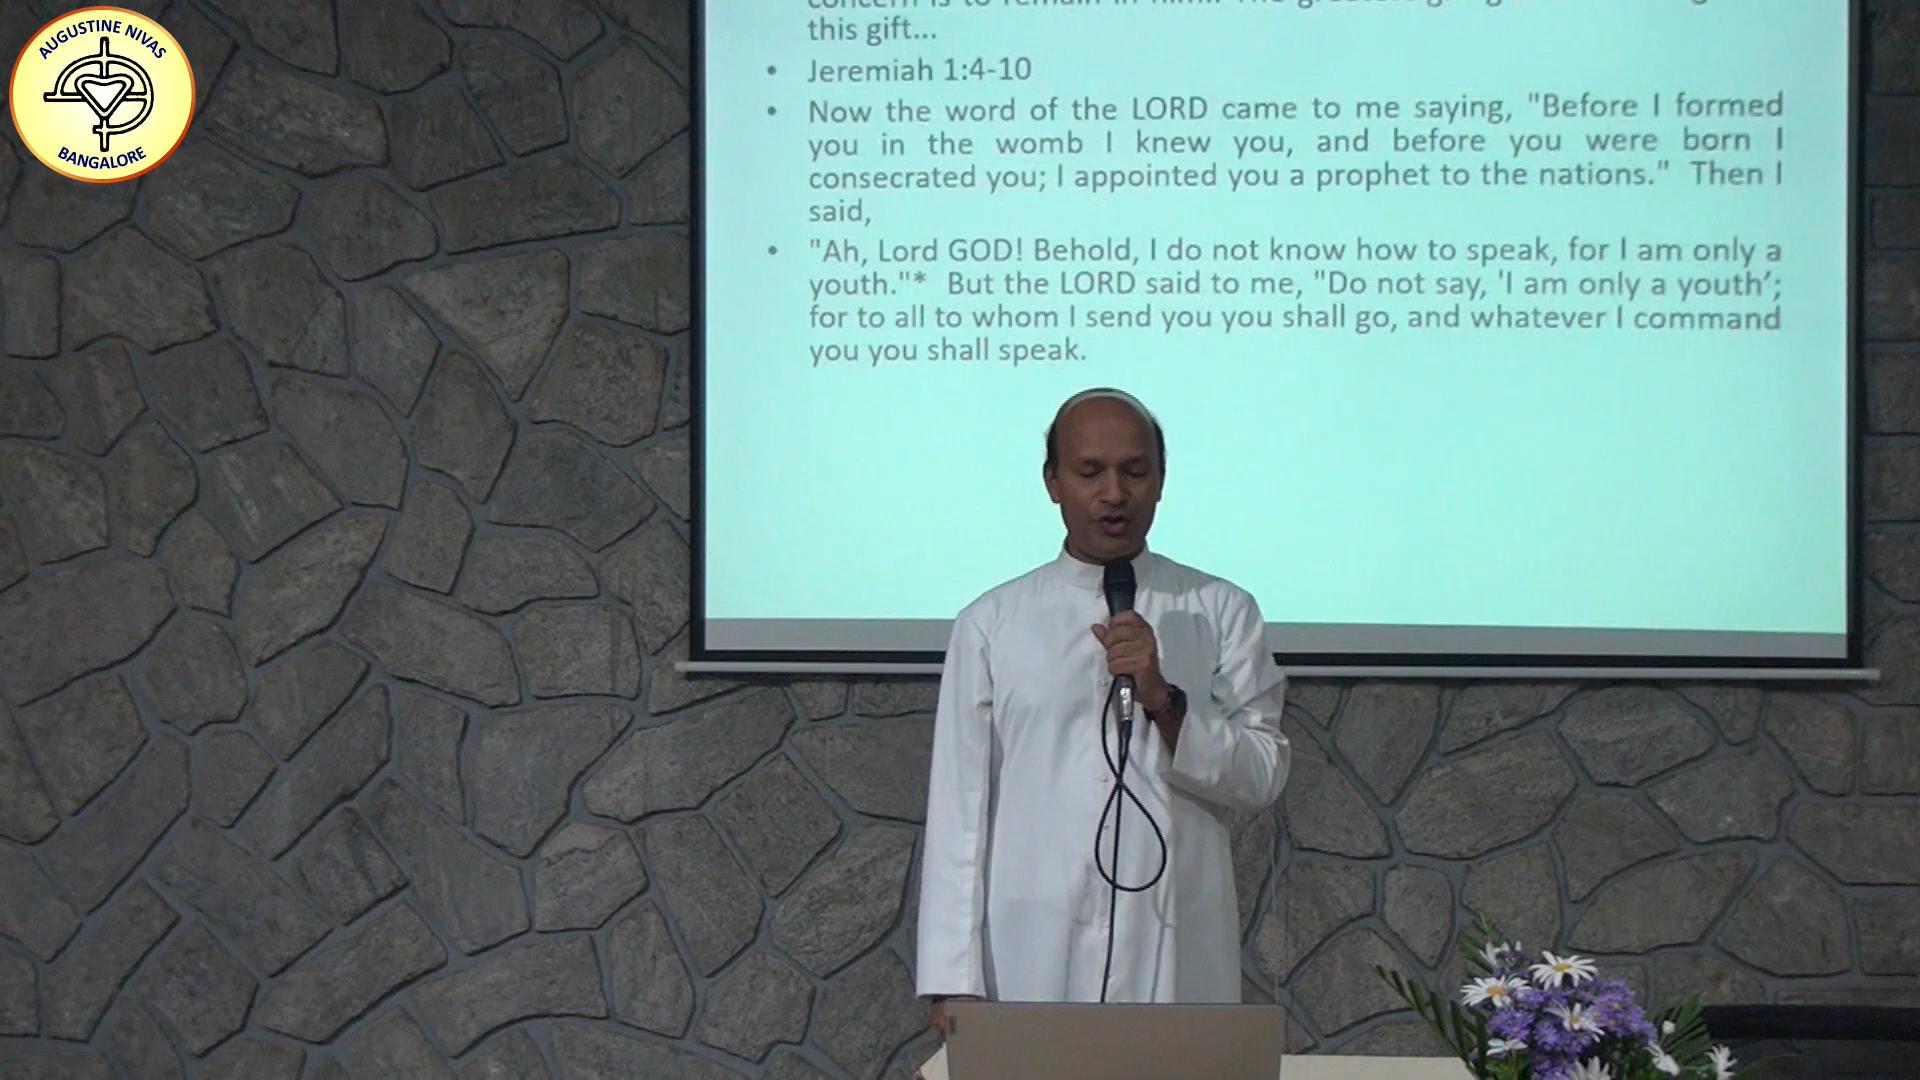 AUGUSTINE NIVAS
BANGALORE
this gift...
• Jeremiah 1:4-10
• Now the word of the LORD came to me saying, "Before I formed
you in the womb I knew you, and before you were born I
consecrated you; I appointed you a prophet to the nations." Then I
said,
• "Ah, Lord GOD! Behold, I do not know how to speak, for I am only a
youth."* But the LORD said to me, "Do not say, 'I am only a youth’;
for to all to whom I send you you shall go, and whatever I command
you you shall speak.